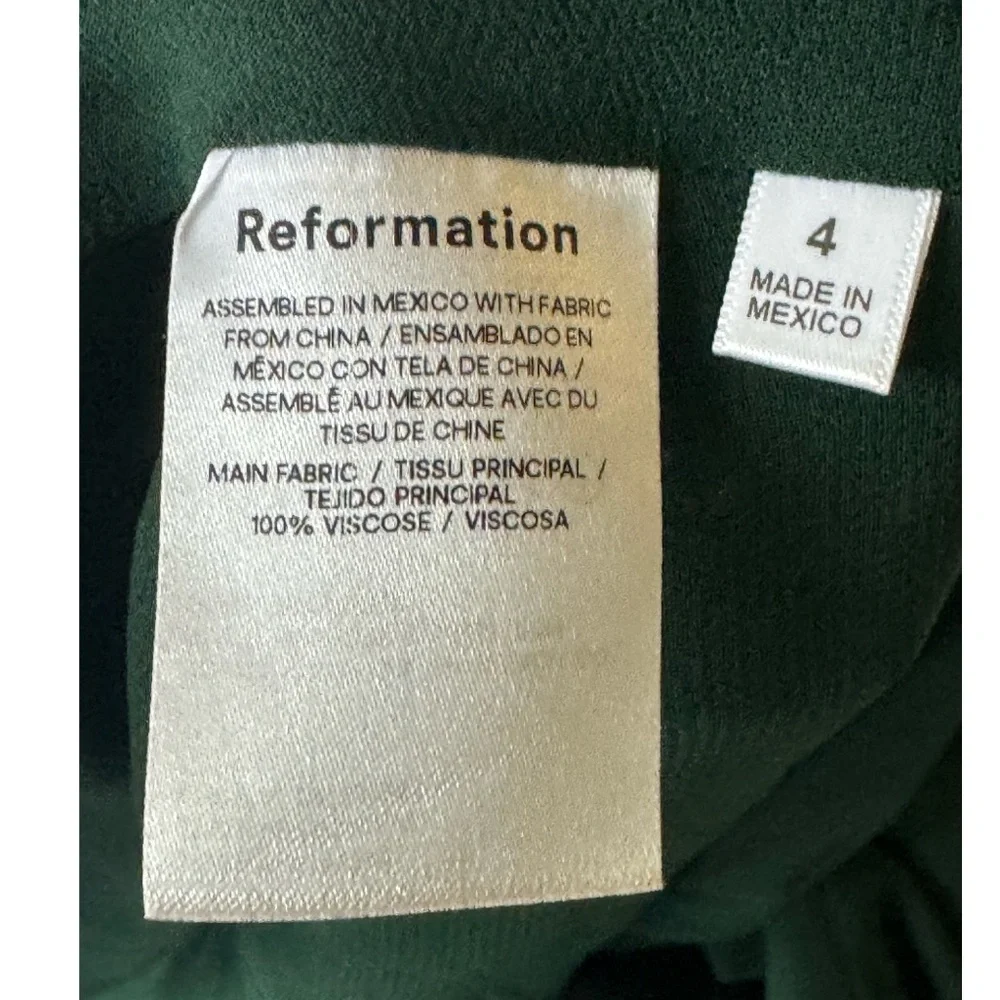 Reformation
ASSEMBLED IN MEXICO WITH FABRIC
FROM CHINA / ENSAMBLADO EN
MÉXICO CON TELA DE CHINA /
ASSEMBLÉ AU MEXIQUE AVEC DU
TISSU DE CHINE
MAIN FABRIC / TISSU PRINCIPAL /
TEJIDO PRINCIPAL
100% VISCOSE / VISCOSA
4
MADE IN
MEXICO